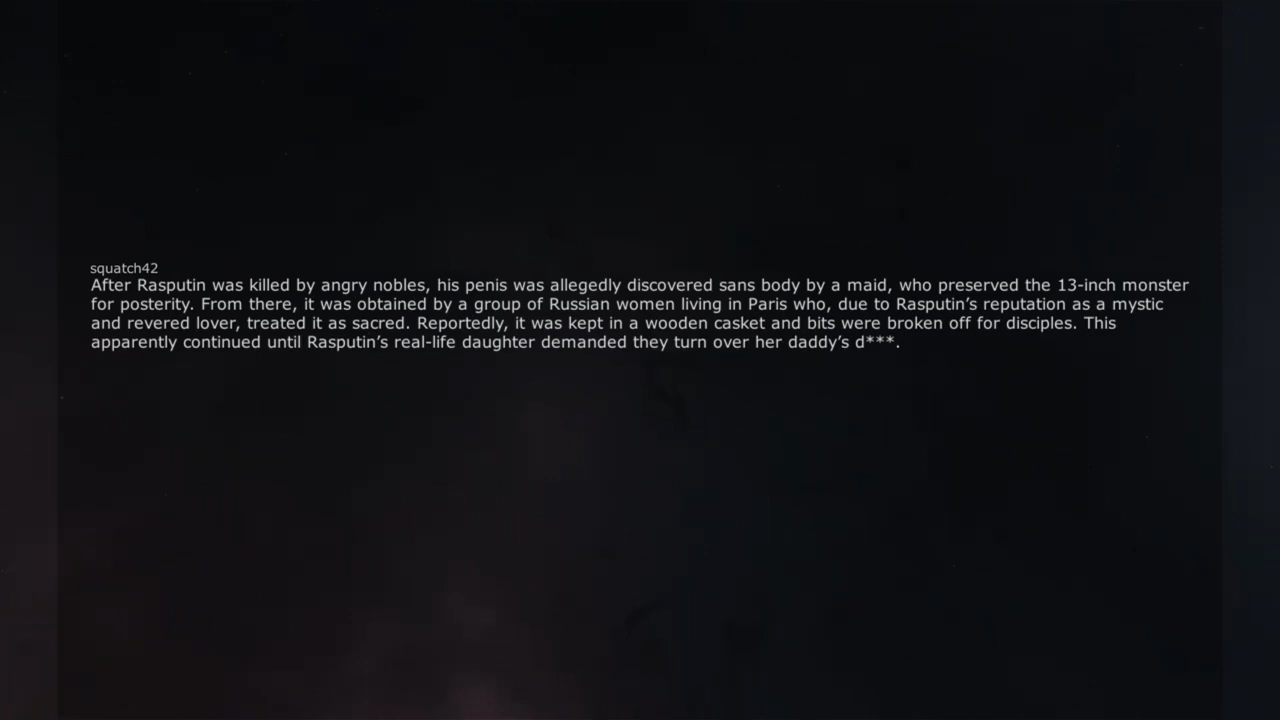 squatch42
After Rasputin was killed by angry nobles, his penis was allegedly discovered sans body by a maid, who preserved the 13-inch monster
for posterity. From there, it was obtained by a group of Russian women living in Paris who, due to Rasputin’s reputation as a mystic
and revered lover, treated it as sacred. Reportedly, it was kept in a wooden casket and bits were broken off for disciples. This
apparently continued until Rasputin’s real-life daughter demanded they turn over her daddy’s d***.